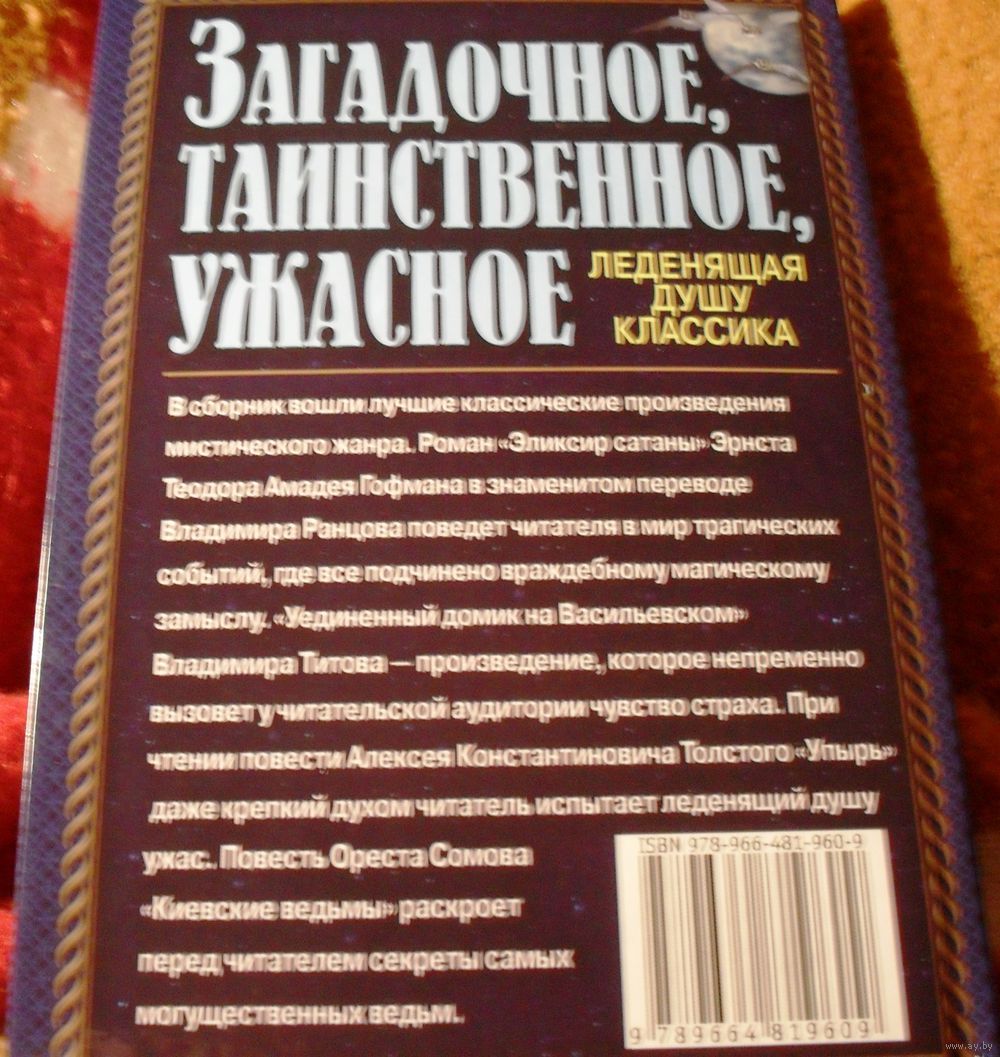 ЗАГАДОЧНОЕ,
ТАИНСТВЕННОЕ,
УЖАСНОЕ
ЛЕДЕНЯЩАЯ
ДУШУ
КЛАССИКА
В сборник вошли лучшие классические произведения
мистического жанра. Роман «Эликсир сатаны» Эрнста
Теодора Амадея Гофмана в знаменитом переводе
Владимира Ранцова поведет читателя в мир трагических
событий, где все подчинено враждебному магическому
замыслу. «Уединенный домик на Васильевском»
Владимира Титова — произведение, которое непременно
вызовет у читательской аудитории чувство страха. При
чтении повести Алексея Константиновича Толстого «Упырь»
даже крепкий духом читатель испытает леденящий душу
ужас. Повесть Ореста Сомова
«Киевские ведьмы» раскроет
перед читателем секреты самых
могущественных ведьм.
ISBN 978-966-481-960-9
9 789664 819609
www.ay.by